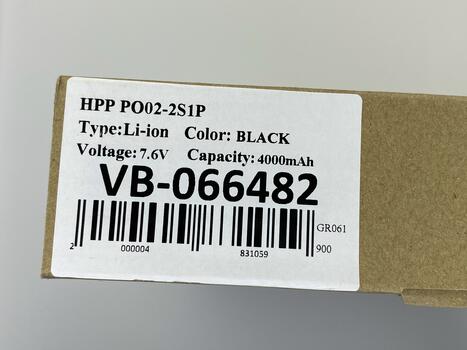 HPP PO02-2S1P
Type:Li-ion Color: BLACK
Voltage: 7.6V Capacity: 4000mAh
VB-066482
GR061
2 000004 831059 900